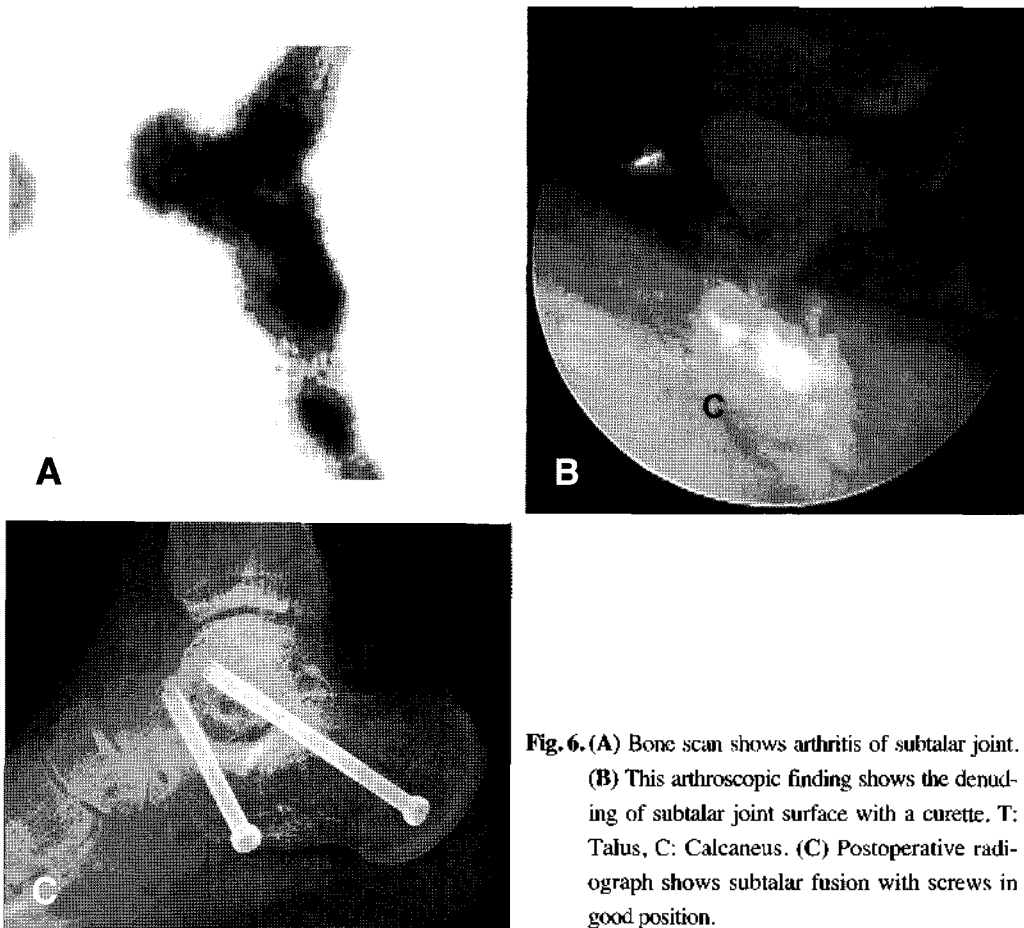 A
B
C
C
Fig. 6. (A) Bone scan shows arthritis of subtalar joint.
(B) This arthroscopic finding shows the denud-
ing of subtalar joint surface with a curette. T:
Talus, C: Calcaneus. (C) Postoperative radi-
ograph shows subtalar fusion with screws in
good position.